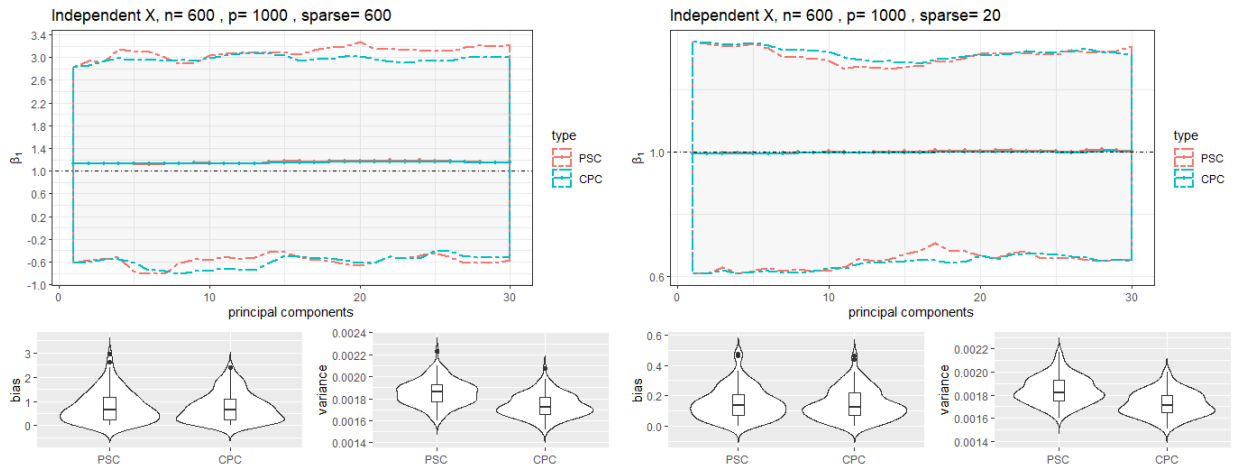 Independent X, n= 600 , p= 1000 , sparse= 600
3.4
3.0
2.6
2.2
1.8
1.4
1.0
0.6
0.2
-0.2
-0.6
-1.0
β1
0 10 20 30
principal components
type
PSC
CPC
Independent X, n= 600 , p= 1000 , sparse= 20
1.0
0.6
β1
0 10 20 30
principal components
type
PSC
CPC
3
2
1
0
bias
PSC CPC
0.0024
0.0022
0.0020
0.0018
0.0016
0.0014
variance
PSC CPC
0.6
0.4
0.2
0.0
bias
PSC CPC
0.0022
0.0020
0.0018
0.0016
0.0014
variance
PSC CPC